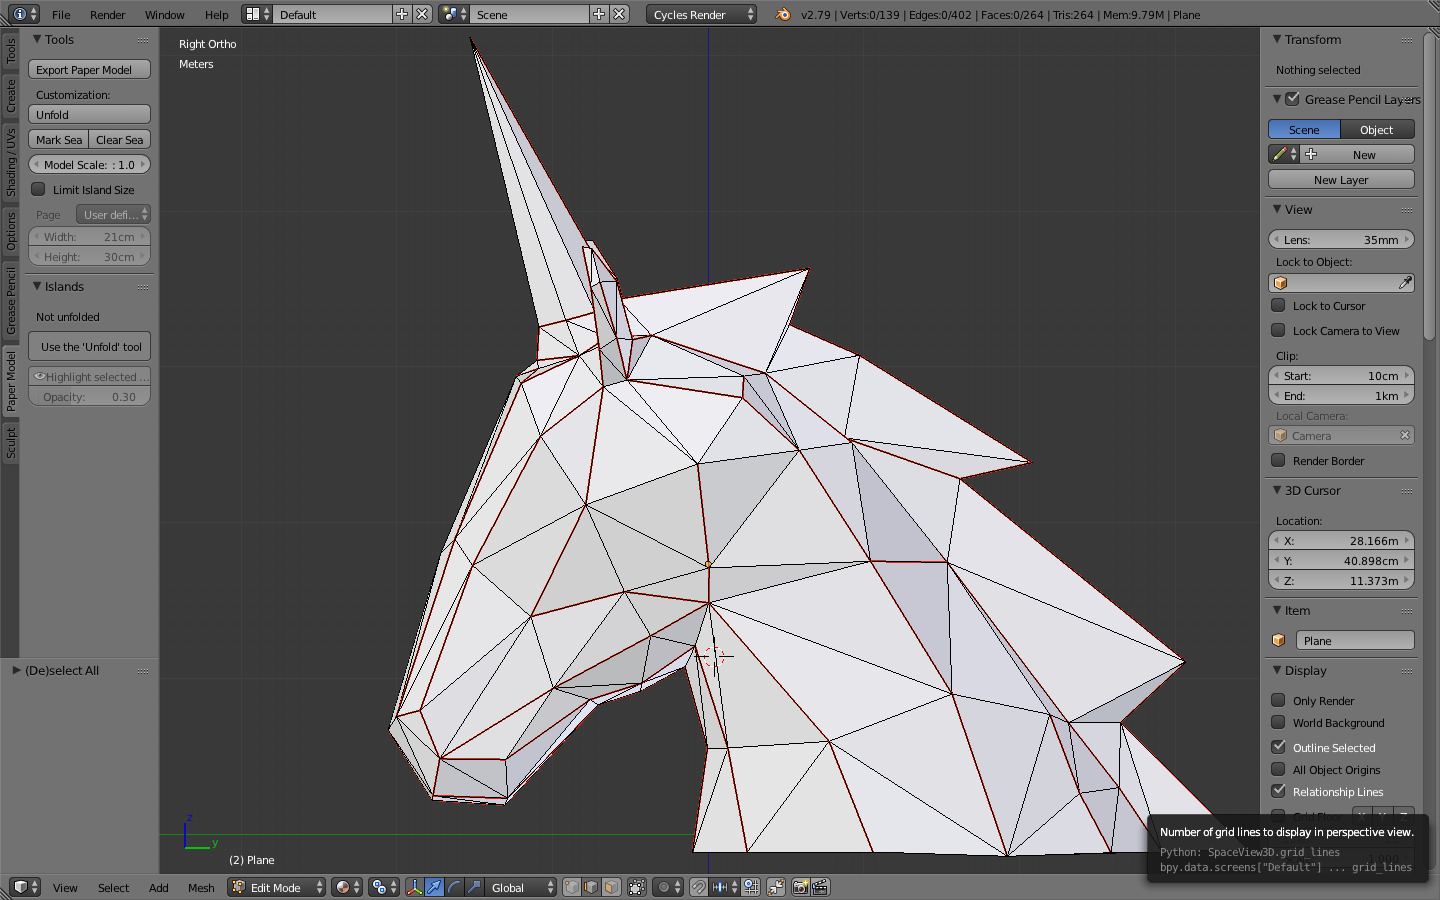 File Render Window Help Default Scene Cycles Render v2.79 | Verts:0/139 | Edges:0/402 | Faces:0/264 | Tris:264 | Mem:9.79M | Plane
Tools
Create
Shading / UVs
Options
Grease Pencil
Paper Model
Sculpt
Tools
Export Paper Model
Customization:
Unfold
Mark Sea Clear Sea
Model Scale: : 1.0
Limit Island Size
Page User defi...
Width: 21cm
Height: 30cm
Islands
Not unfolded
Use the 'Unfold' tool
Highlight selected ...
Opacity: 0.30
(De)select All
Right Ortho
Meters
z
y
(2) Plane
Transform
Nothing selected
Grease Pencil Layers
Scene Object
New
New Layer
View
Lens: 35mm
Lock to Object:
Lock to Cursor
Lock Camera to View
Clip:
Start: 10cm
End: 1km
Local Camera:
Camera
Render Border
3D Cursor
Location:
X: 28.166m
Y: 40.898cm
Z: 11.373m
Item
Plane
Display
Only Render
World Background
Outline Selected
All Object Origins
Relationship Lines
Number of grid lines to display in perspective view.
Python: SpaceView3D.grid_lines
bpy.data.screens["Default"] ... grid_lines
View Select Add Mesh Edit Mode Global